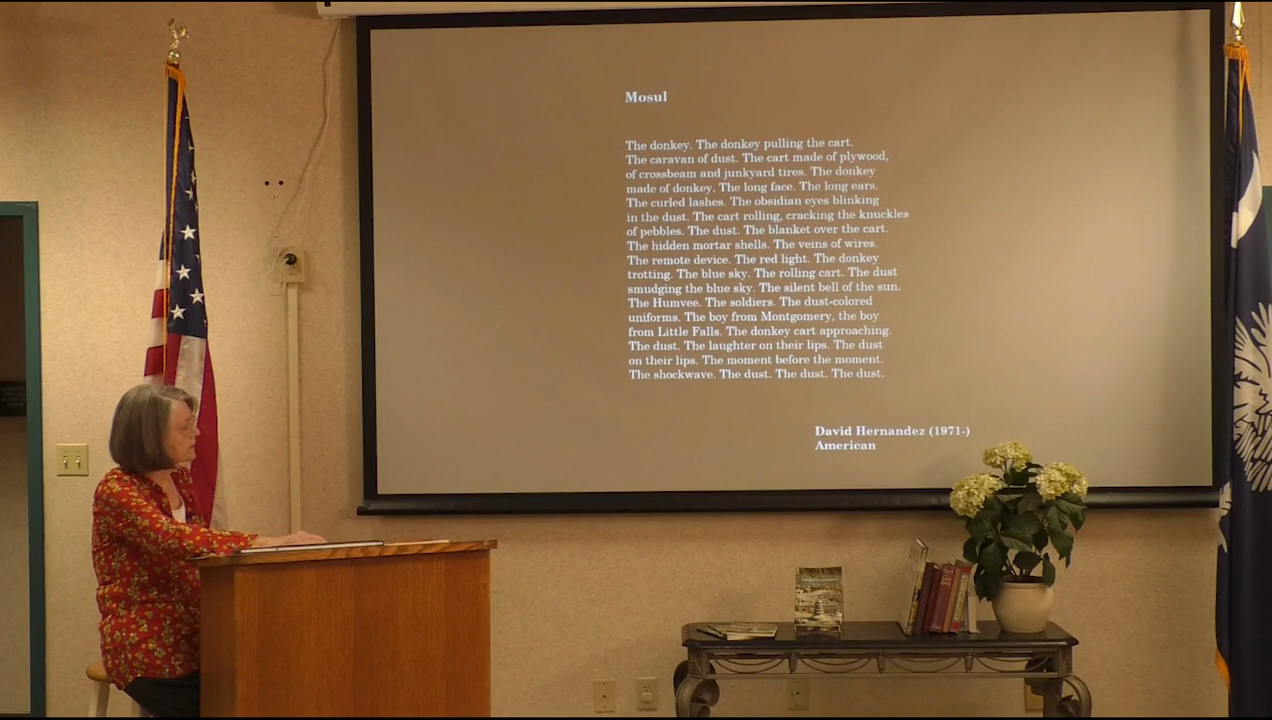 Mosul
The donkey. The donkey pulling the cart.
The caravan of dust. The cart made of plywood,
of crossbeam and junkyard tires. The donkey
made of donkey. The long face. The long ears.
The curled lashes. The obsidian eyes blinking
in the dust. The cart rolling, cracking the knuckles
of pebbles. The dust. The blanket over the cart.
The hidden mortar shells. The veins of wires.
The remote device. The red light. The donkey
trotting. The blue sky. The rolling cart. The dust
smudging the blue sky. The silent bell of the sun.
The Humvee. The soldiers. The dust-colored
uniforms. The boy from Montgomery, the boy
from Little Falls. The donkey cart approaching.
The dust. The laughter on their lips. The dust
on their lips. The moment before the moment.
The shockwave. The dust. The dust. The dust.
David Hernandez (1971-)
American